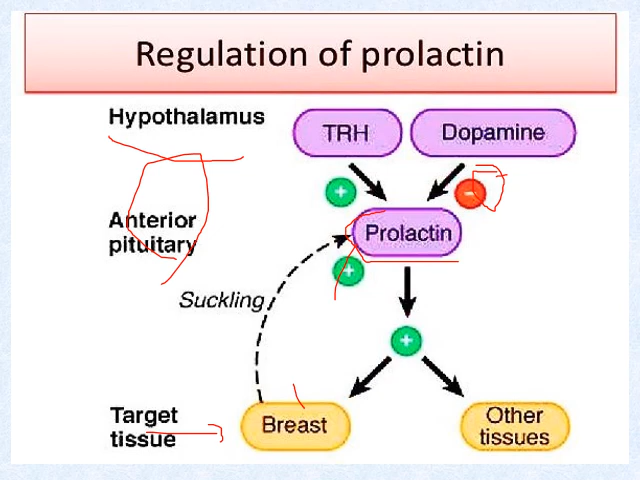 Regulation of prolactin
Hypothalamus
TRH
Dopamine
+
-
Anterior
pituitary
Prolactin
+
Suckling
+
Target
tissue
Breast
Other
tissues